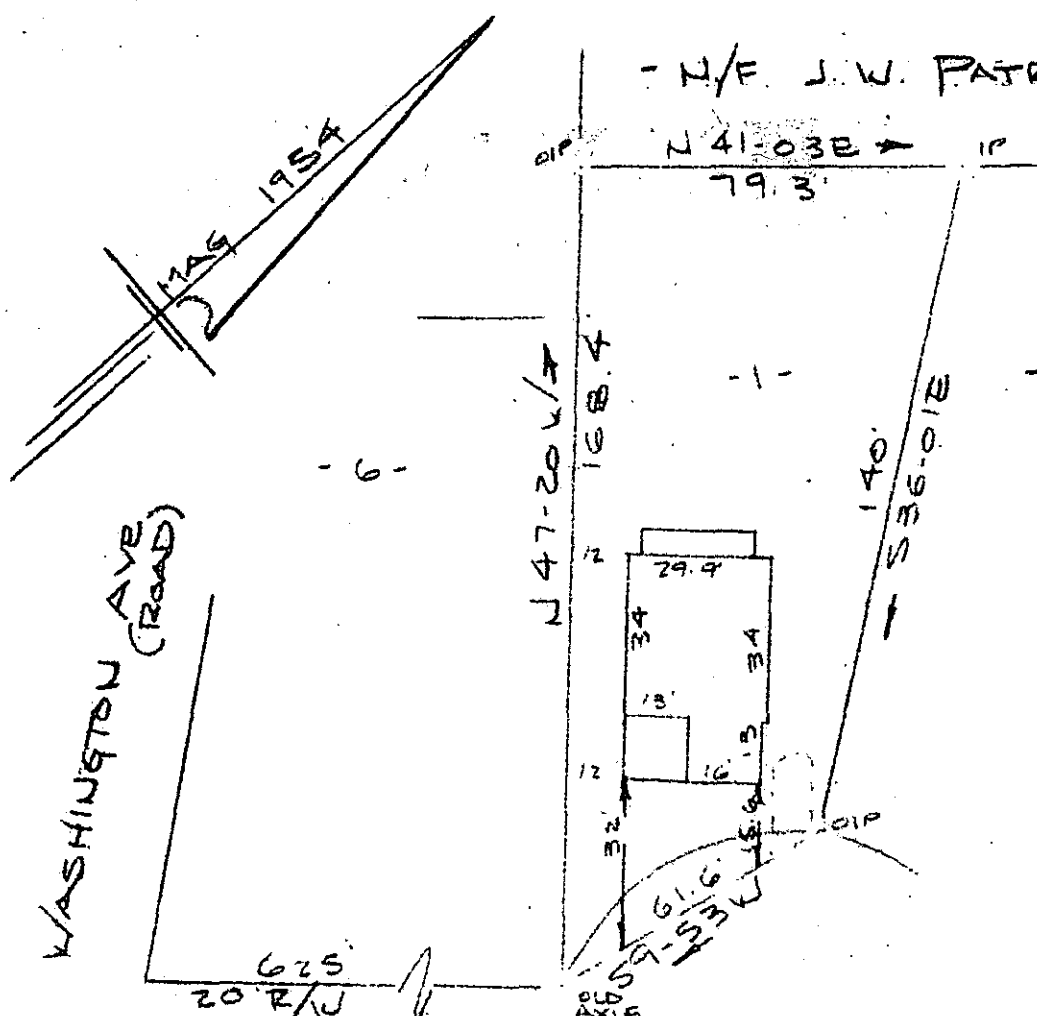 - N/F. J. W. PATR
OIP
N 41-03E
IP
79.3'
1954
MAG
N 47-20 W
168.4
- 1 -
- 6 -
140'
S 36-01E
WASHINGTON AVE
(ROAD)
12
29.9'
34
34
13'
13
12
16
32'
15.6
OIP
61.6'
S 9-53 W
625'
20' R/W
OLD
AXLE